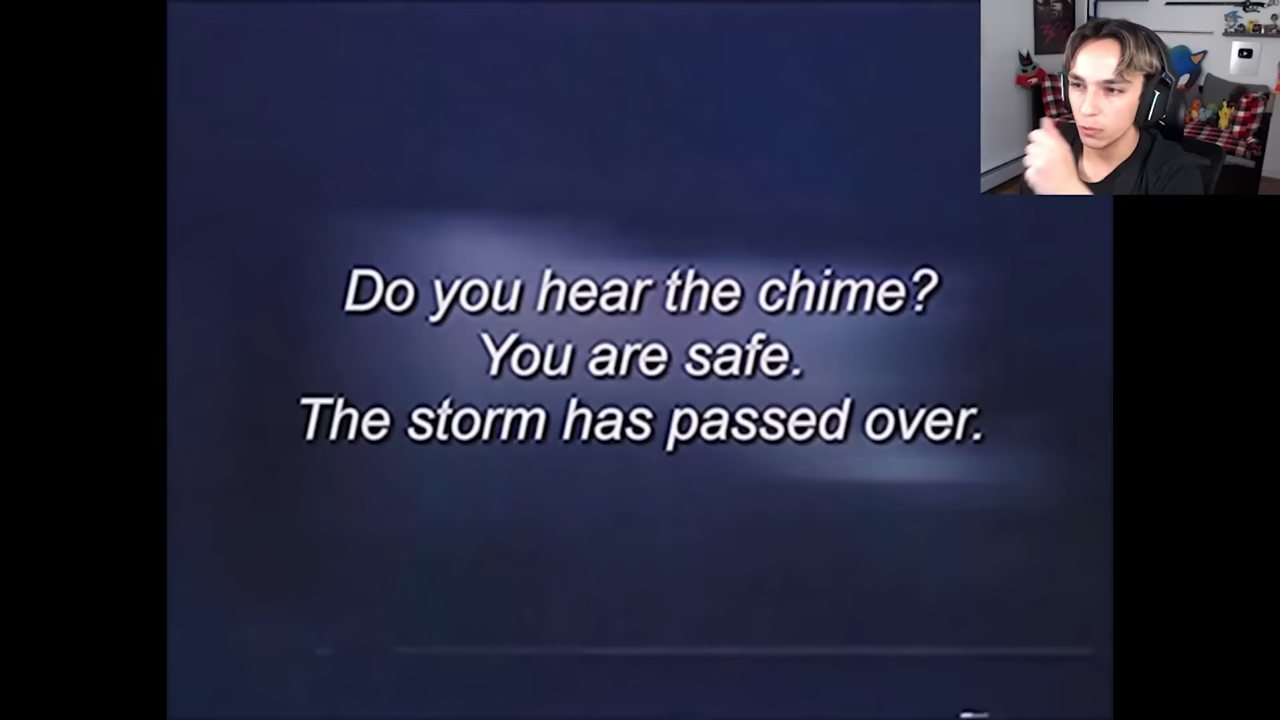 Do you hear the chime?
You are safe.
The storm has passed over.